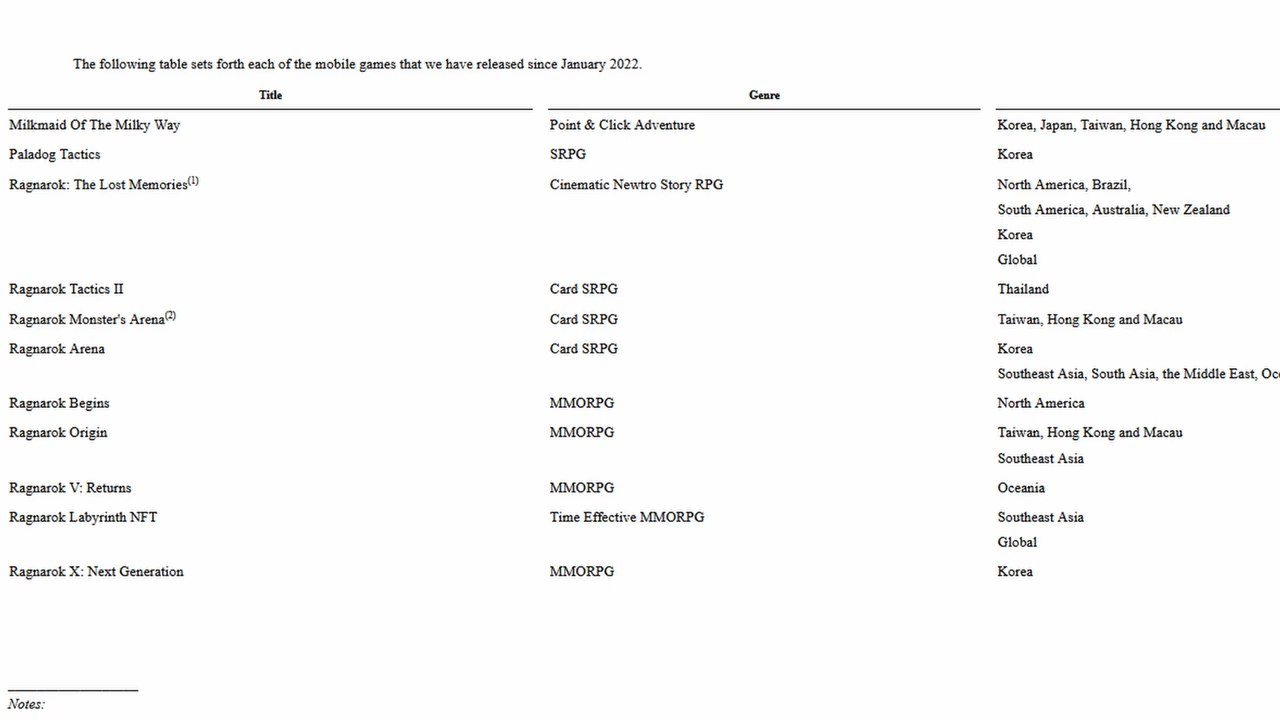 The following table sets forth each of the mobile games that we have released since January 2022.
Title Genre
Milkmaid Of The Milky Way Point & Click Adventure Korea, Japan, Taiwan, Hong Kong and Macau
Paladog Tactics SRPG Korea
Ragnarok: The Lost Memories(1) Cinematic Newtro Story RPG North America, Brazil,
South America, Australia, New Zealand
Korea
Global
Ragnarok Tactics II Card SRPG Thailand
Ragnarok Monster's Arena(2) Card SRPG Taiwan, Hong Kong and Macau
Ragnarok Arena Card SRPG Korea
Southeast Asia, South Asia, the Middle East,
Ragnarok Begins MMORPG North America
Ragnarok Origin MMORPG Taiwan, Hong Kong and Macau
Southeast Asia
Ragnarok V: Returns MMORPG Oceania
Ragnarok Labyrinth NFT Time Effective MMORPG Southeast Asia
Global
Ragnarok X: Next Generation MMORPG Korea
Notes: